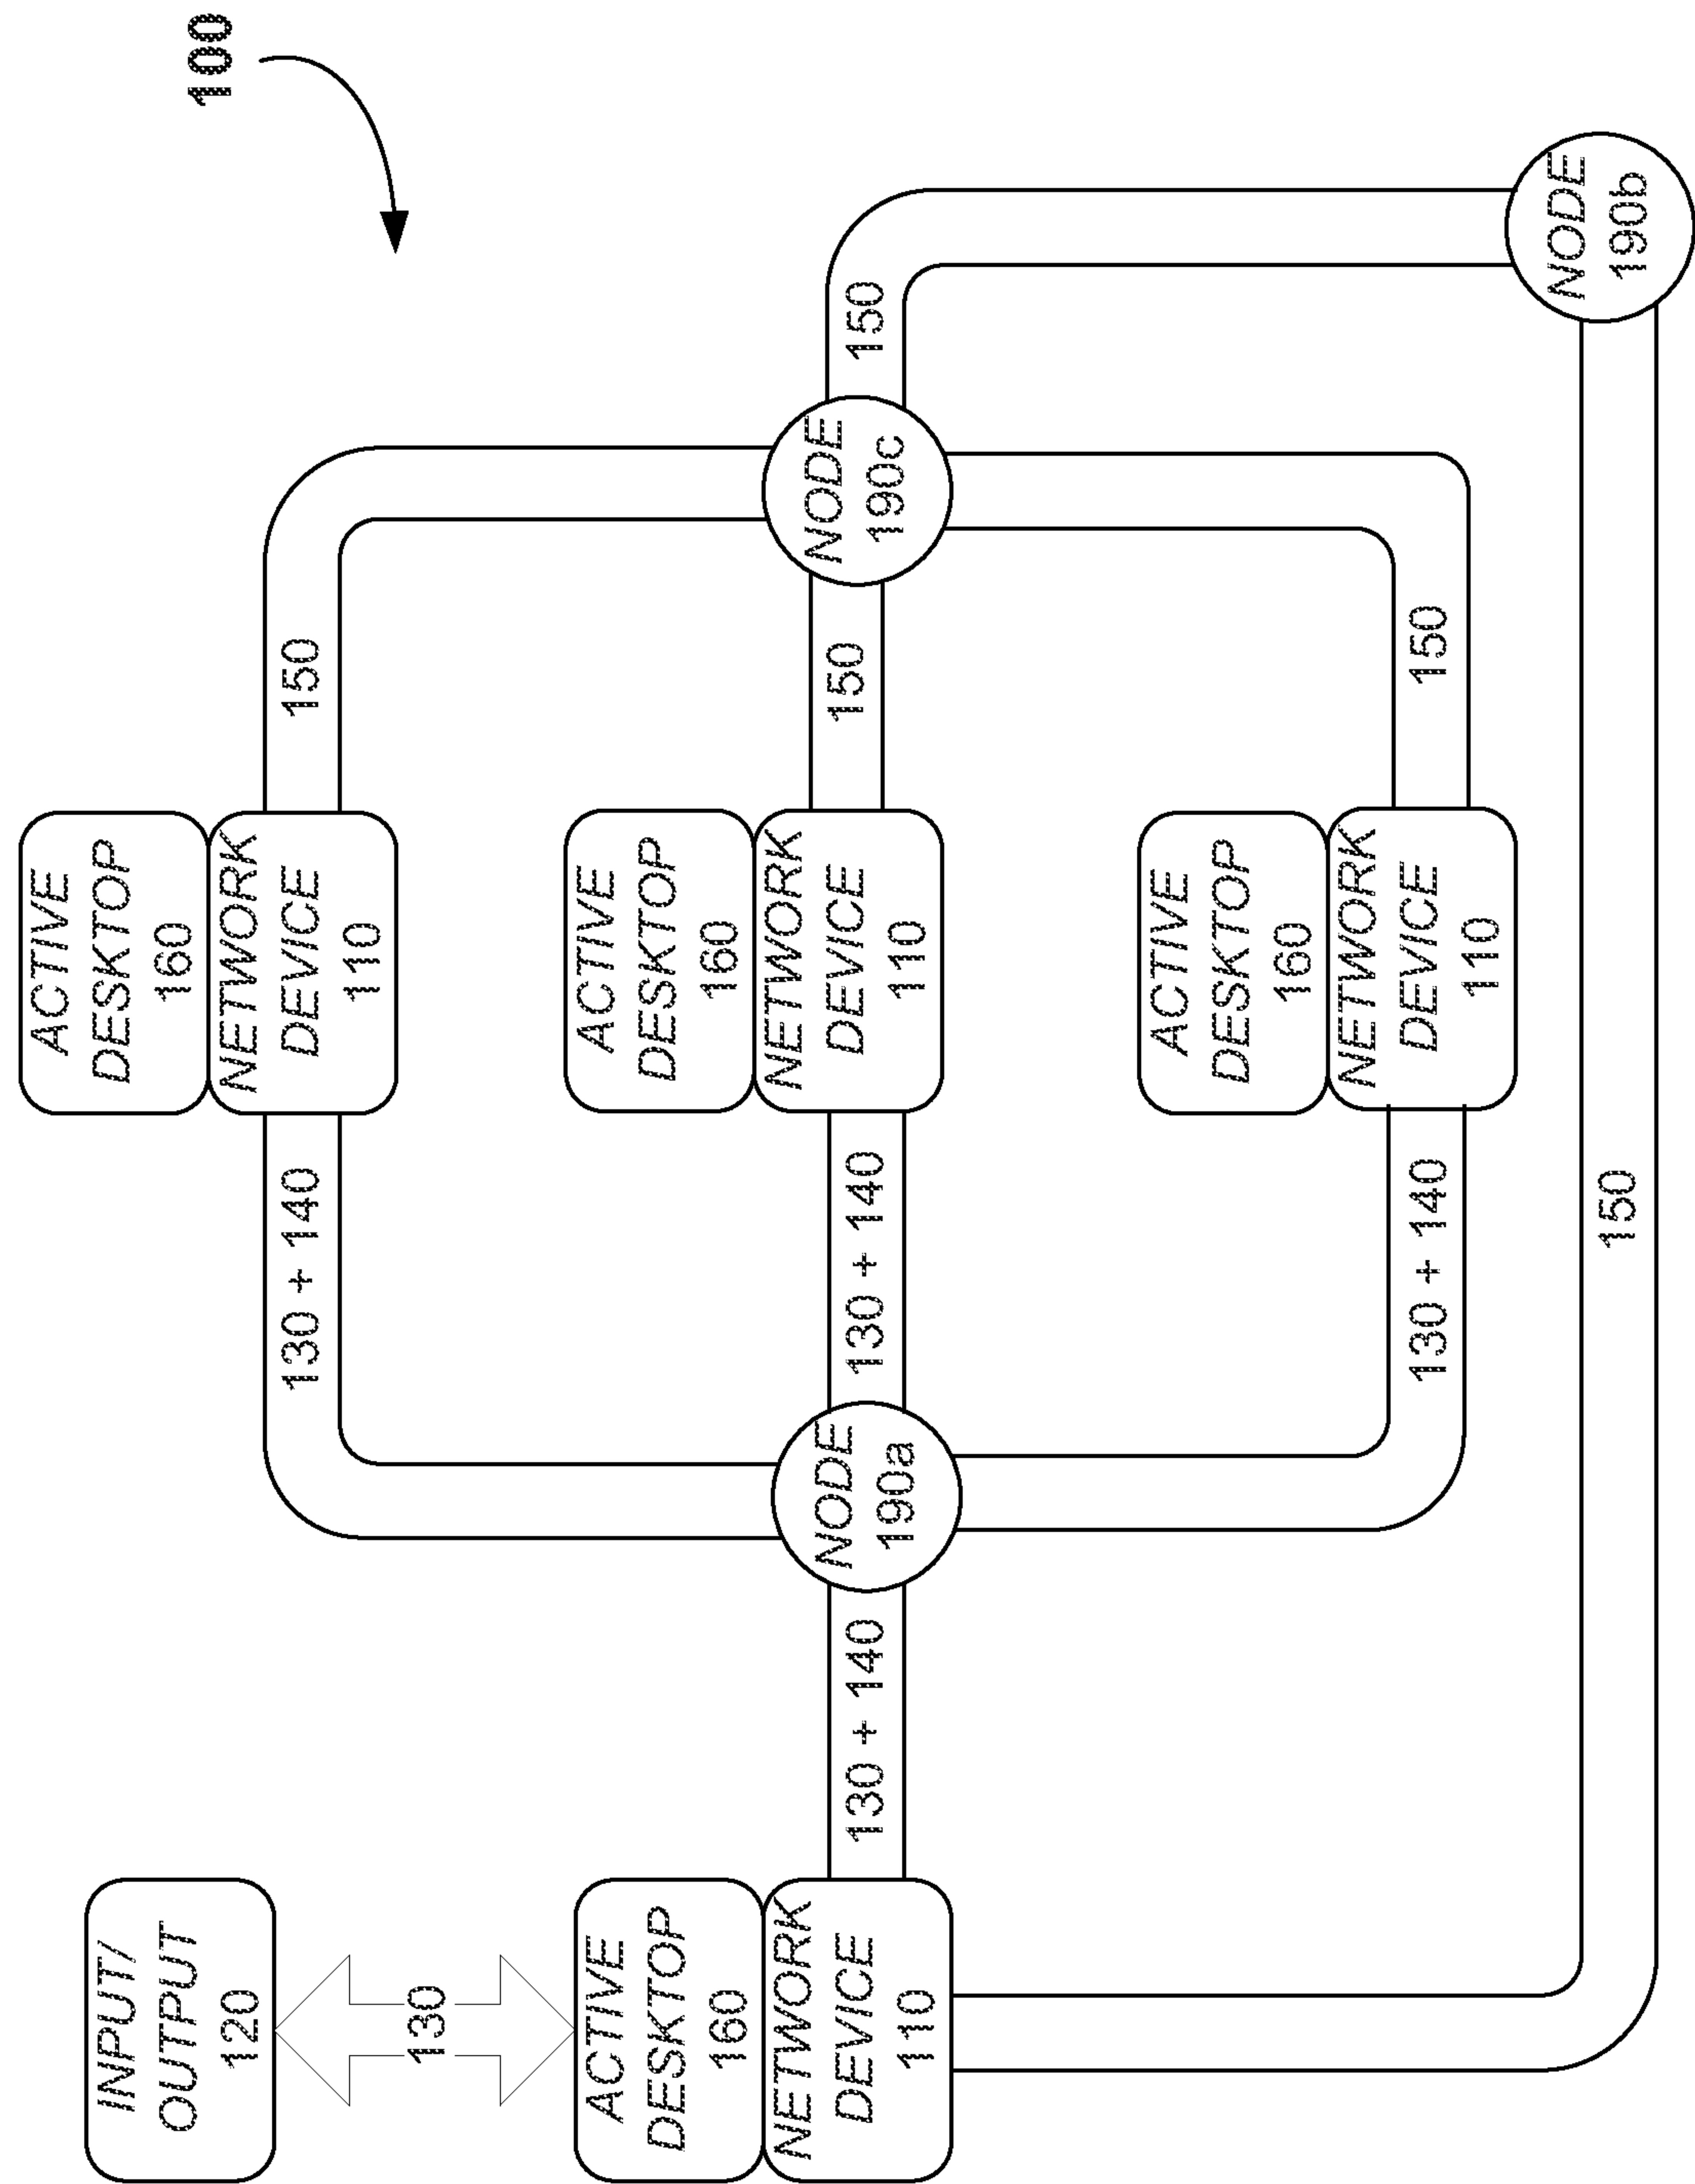 100
INPUT/
OUTPUT
120
130
ACTIVE
DESKTOP
160
NETWORK
DEVICE
110
130 + 140
NODE
190a
130 + 140
ACTIVE
DESKTOP
160
NETWORK
DEVICE
110
150
130 + 140
ACTIVE
DESKTOP
160
NETWORK
DEVICE
110
150
NODE
190c
150
130 + 140
ACTIVE
DESKTOP
160
NETWORK
DEVICE
110
150
150
NODE
190b